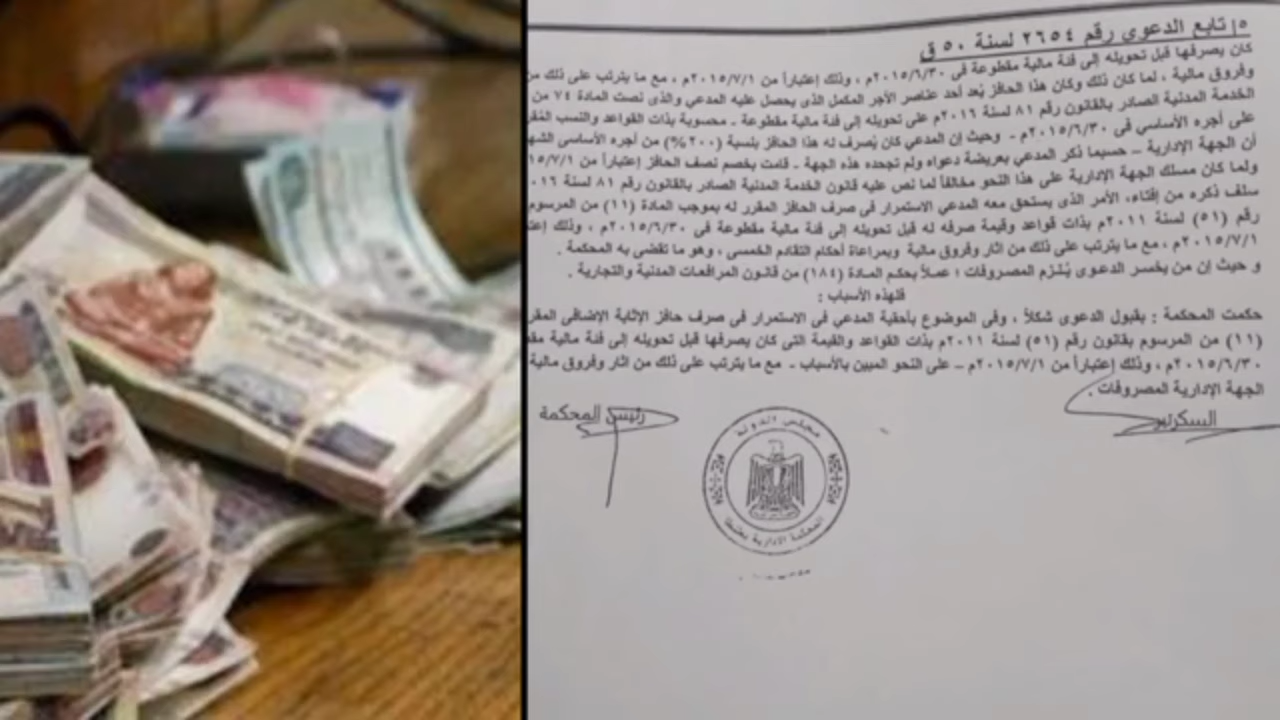 ٥| تابع الدعوى رقم ٢٦٥٤ لسنة ٥٠ ق
كان يصرفها قبل تحويله إلى فئة مالية مقطوعة فى ٢٠١٥/٦/٣٠م ، وذلك إعتباراً من ٢٠١٥/٧/١م ، مع ما يترتب على ذلك من
وفروق مالية ، لما كان ذلك وكان هذا الحافز يُعد أحد عناصر الأجر المكمل الذى يحصل عليه المدعي والذى نصت المادة ٧٤ من
الخدمة المدنية الصادر بالقانون رقم ٨١ لسنة ٢٠١٦م على تحويله إلى فئة مالية مقطوعة - محسوبة بذات القواعد والنسب
على أجره الأساسي فى ٢٠١٥/٦/٣٠م - وحيث إن المدعي كان يُصرف له هذا الحافز بنسبة (٢٠٠%) من أجره الأساسى
أن الجهة الإدارية – حسبما ذكر المدعي بعريضة دعواه ولم تجحده هذه الجهة - قامت بخصم نصف الحافز إعتباراً من
ولما كان مسلك الجهة الإدارية على هذا النحو مخالفاً لما نص عليه قانون الخدمة المدنية الصادر بالقانون رقم ٨١ لسنة
سلف ذكره من إفتاء، الأمر الذى يستحق معه المدعي الاستمرار فى صرف الحافز المقرر له بموجب المادة (١١) من المرسوم
رقم (٥١) لسنة ٢٠١١م بذات قواعد وقيمة صرفه له قبل تحويله إلى فئة مالية مقطوعة فى ٢٠١٥/٦/٣٠م ، وذلك
٢٠١٥/٧/١م ، مع ما يترتب على ذلك من اثار وفروق مالية وبمراعاة أحكام التقادم الخمسى ، وهو ما تقضى به المحكمة .
و حيث إن من يخسر الدعوى يُلزم المصروفات ؛ عملاً بحكم المادة (١٨٤) من قانون المرافعات المدنية والتجارية .
فلهذه الأسباب :
حكمت المحكمة : بقبول الدعوى شكلاً ، وفى الموضوع بأحقية المدعي فى الاستمرار فى صرف حافز الإثابة الإضافى
(١١) من المرسوم بقانون رقم (٥١) لسنة ٢٠١١م بذات القواعد والقيمة التى كان يصرفها قبل تحويله إلى فئة مالية
٢٠١٥/٦/٣٠م ، وذلك إعتباراً من ٢٠١٥/٧/١م – على النحو المبين بالأسباب - مع ما يترتب على ذلك من اثار وفروق مالية
الجهة الإدارية المصروفات .
السكرتير رئيس المحكمة
مجلس الدولة
المحكمة الادارية